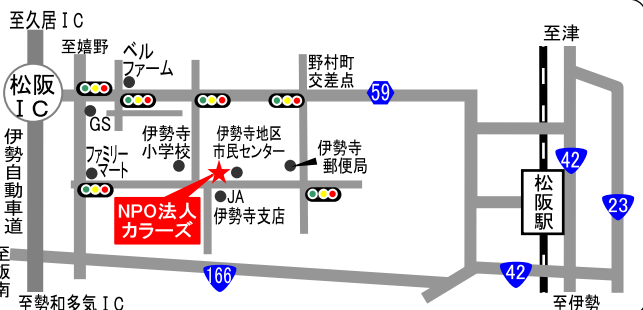 至久居IC
至嬉野
ベル
ファーム
野村町
交差点
至津
松阪
IC
59
GS
伊勢寺
小学校
伊勢寺地区
市民センター
伊勢寺
郵便局
42
ファミリー
マート
伊勢自動車道
松阪駅
23
NPO法人
カラーズ
JA
伊勢寺支店
至飯南
166
42
至勢和多気IC
至伊勢